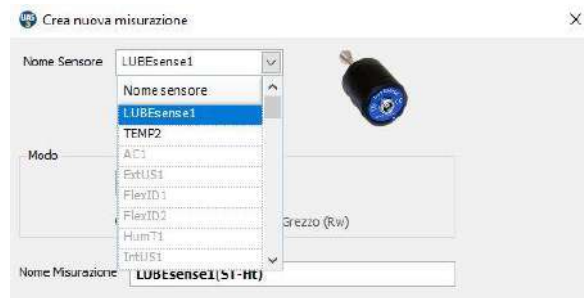 UAS
Crea nuova misurazione
Nome Sensore LUBEsense1
Nome sensore
LUBEsense1
TEMP2
Modo
AC1
ExtUS1
FlexID1
FlexID2
Grezzo (Rw)
HumT1
IntUS1
Nome Misurazione LUBEsense1(ST-Ht)